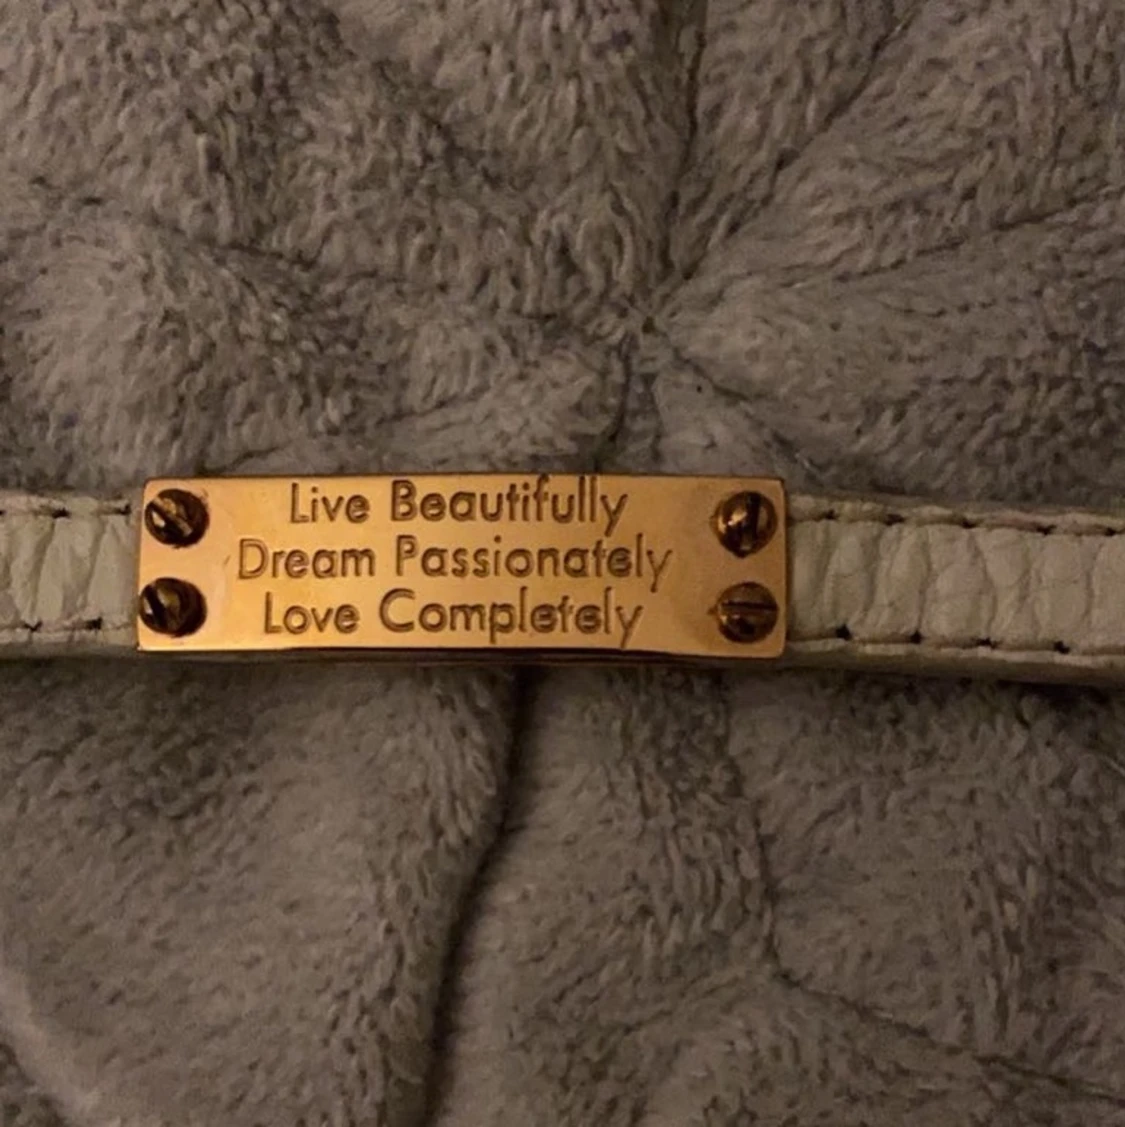 Live Beautifully
Dream Passionately
Love Completely